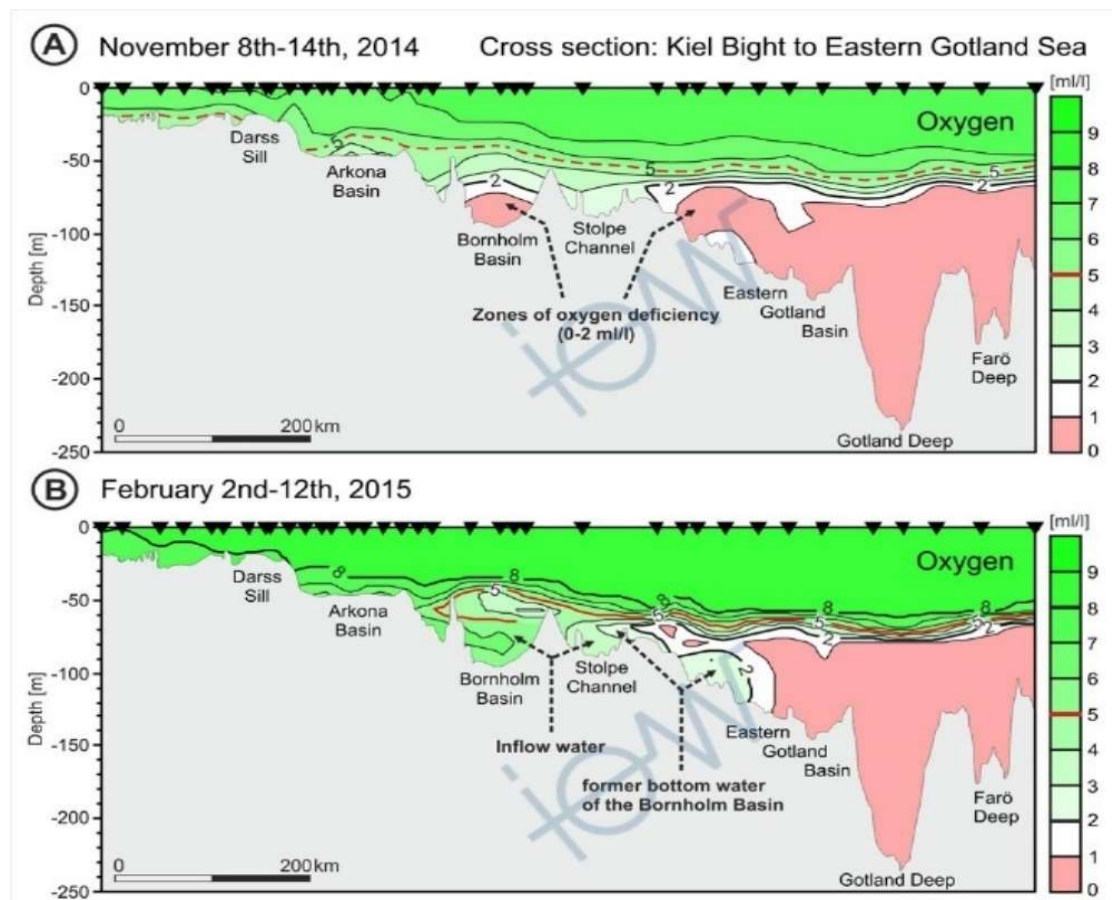 A November 8th-14th, 2014 Cross section: Kiel Bight to Eastern Gotland Sea
[ml/l]
0
-50
-100
-150
-200
-250
Depth [m]
Oxygen
Darss
Sill
Arkona
Basin
Bornholm
Basin
Stolpe
Channel
Eastern
Gotland
Basin
Farö
Deep
Gotland Deep
Zones of oxygen deficiency
(0-2 ml/l)
5
2
2
5
2
0 200 km
9
8
7
6
5
4
3
2
1
0
iow
B February 2nd-12th, 2015
[ml/l]
0
-50
-100
-150
-200
-250
Depth [m]
Oxygen
Darss
Sill
Arkona
Basin
Bornholm
Basin
Stolpe
Channel
Eastern
Gotland
Basin
Farö
Deep
Gotland Deep
Inflow water
former bottom water
of the Bornholm Basin
8
8
5
8
5
2
8
5
2
8
5
2
0 200 km
9
8
7
6
5
4
3
2
1
0
iow